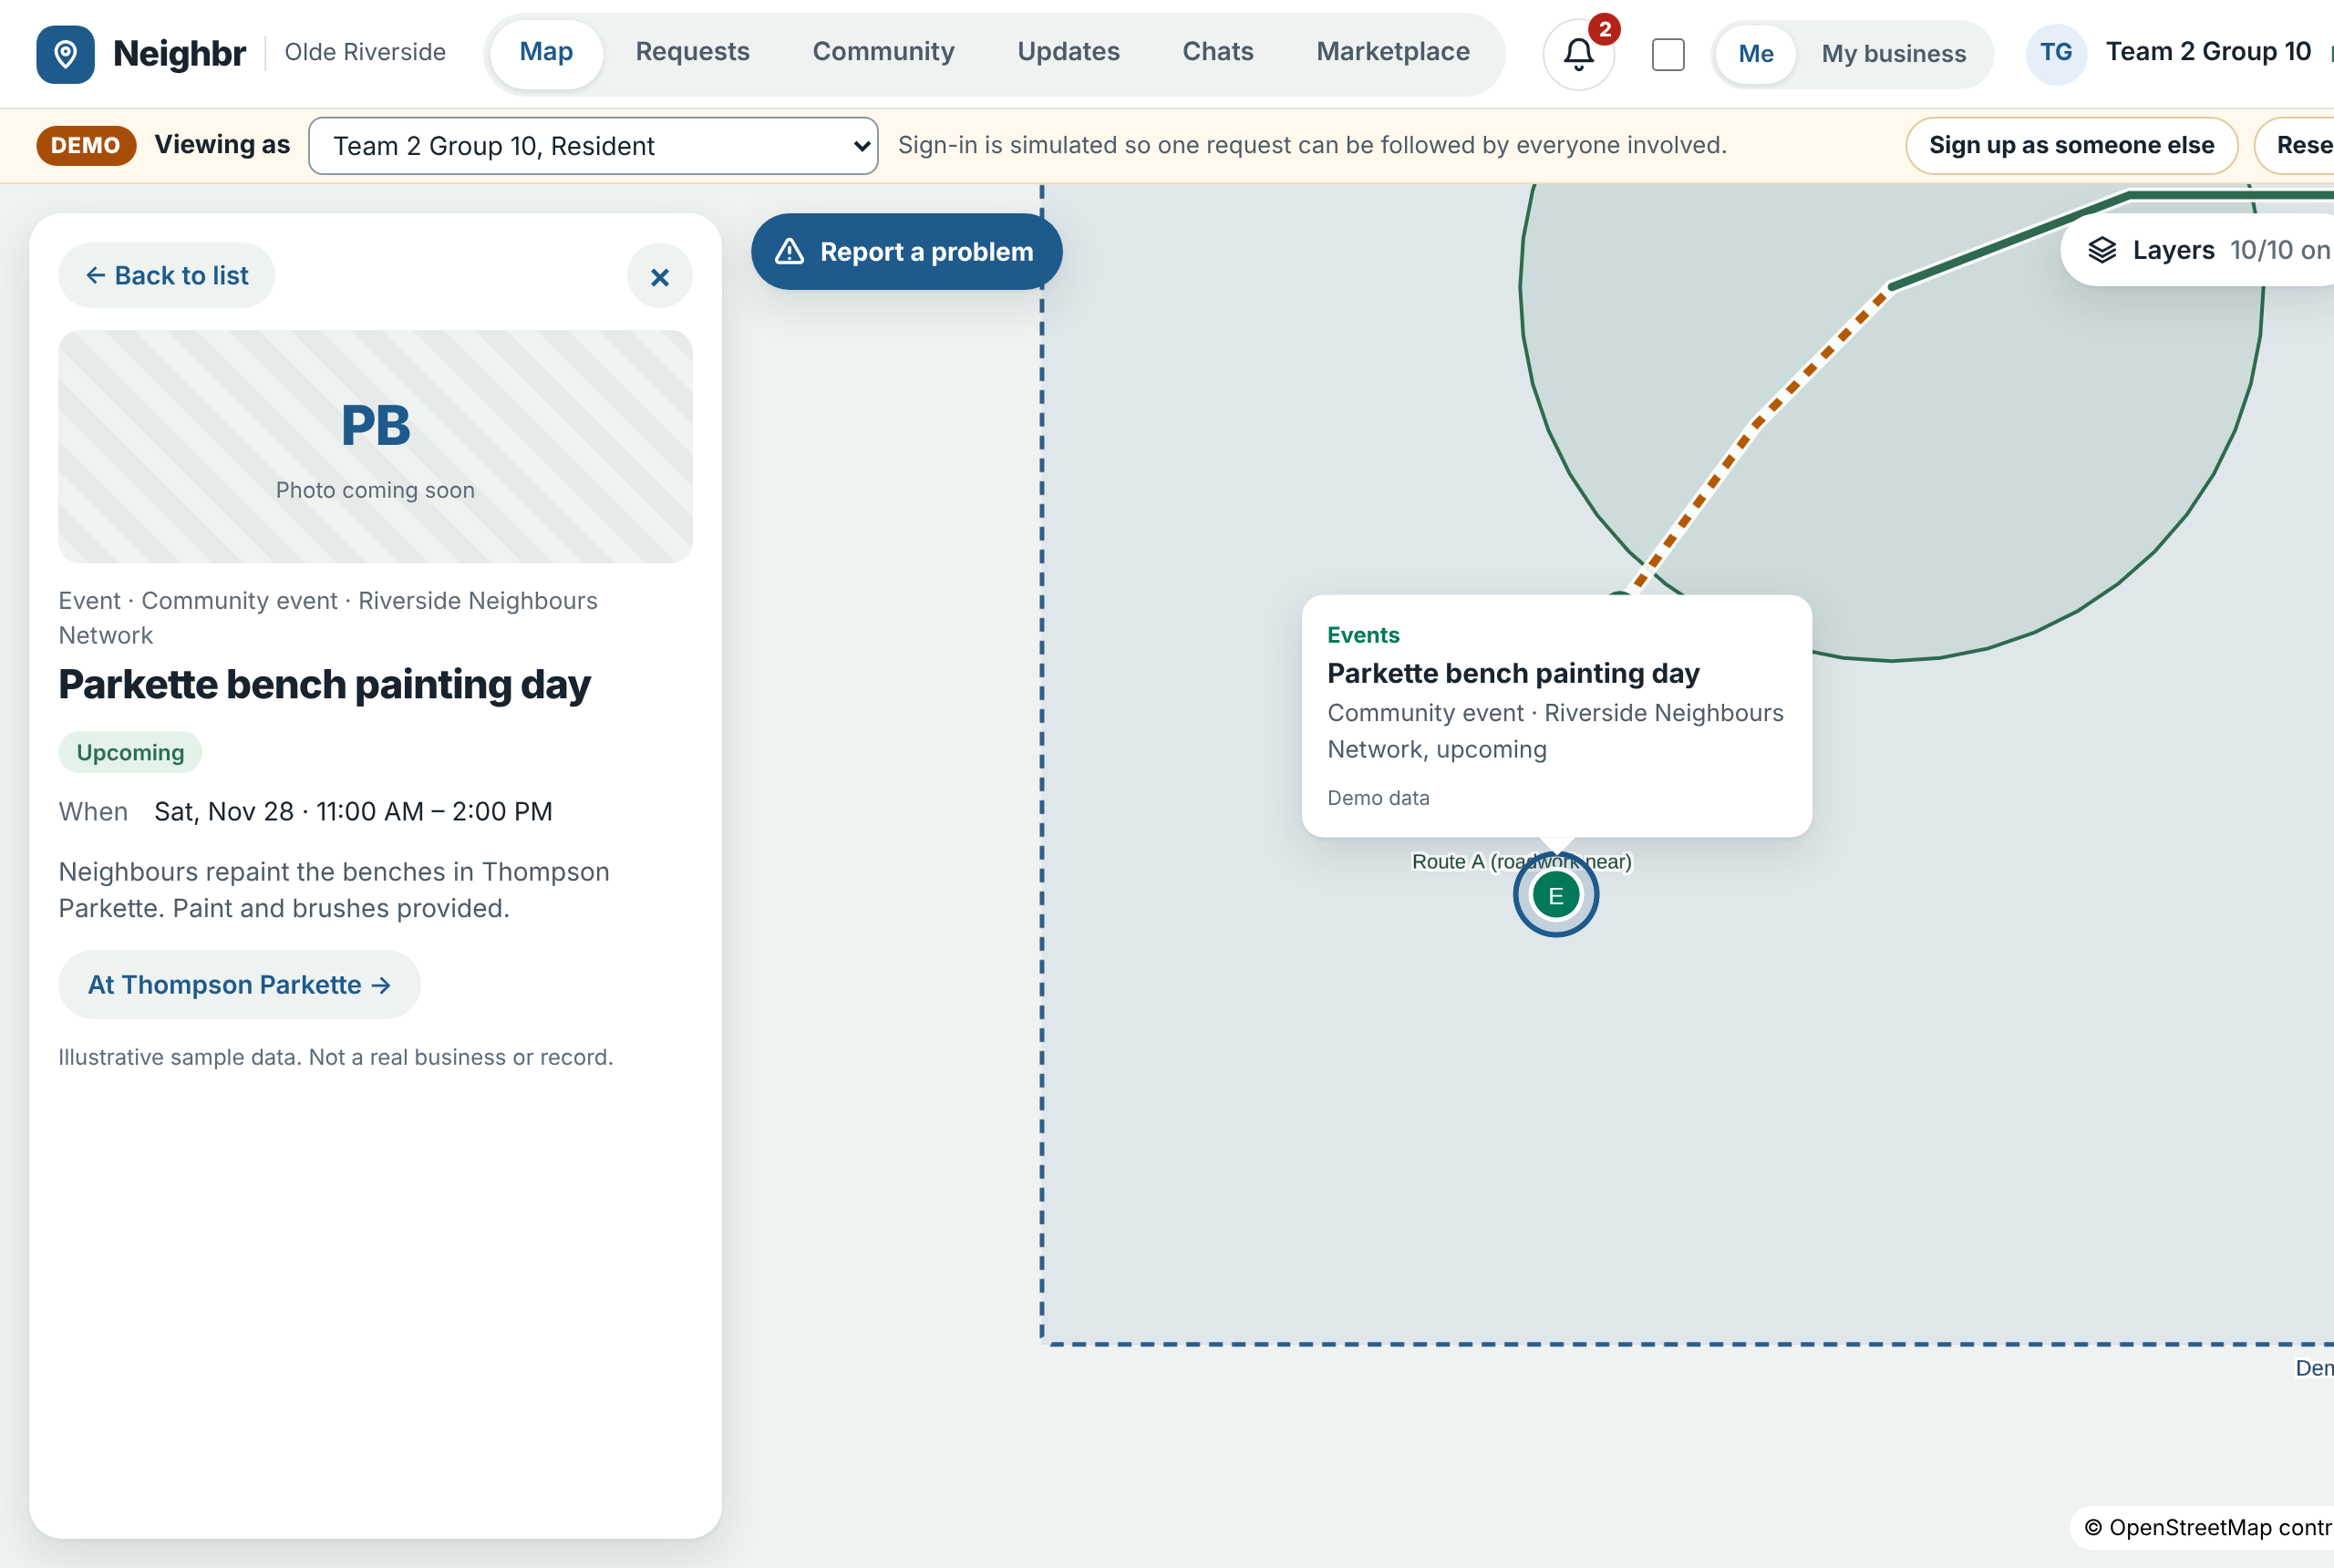 Neighbr
Olde Riverside
Map
Requests
Community
Updates
Chats
Marketplace
2
Me
My business
TG
Team 2 Group 10
DEMO
Viewing as
Team 2 Group 10, Resident
Sign-in is simulated so one request can be followed by everyone involved.
Sign up as someone else
Rese
← Back to list
×
PB
Photo coming soon
Event · Community event · Riverside Neighbours
Network
Parkette bench painting day
Upcoming
When Sat, Nov 28 · 11:00 AM – 2:00 PM
Neighbours repaint the benches in Thompson
Parkette. Paint and brushes provided.
At Thompson Parkette →
Illustrative sample data. Not a real business or record.
Report a problem
Layers 10/10 on
Events
Parkette bench painting day
Community event · Riverside Neighbours
Network, upcoming
Demo data
Route A (roadwork near)
E
Dem
© OpenStreetMap contr